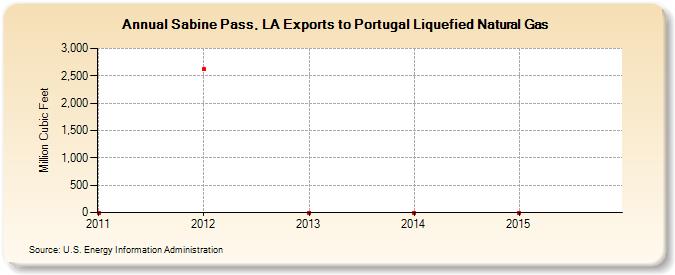 Annual Sabine Pass, LA Exports to Portugal Liquefied Natural Gas
Million Cubic Feet
3,000
2,500
2,000
1,500
1,000
500
0
2011 2012 2013 2014 2015
Source: U.S. Energy Information Administration